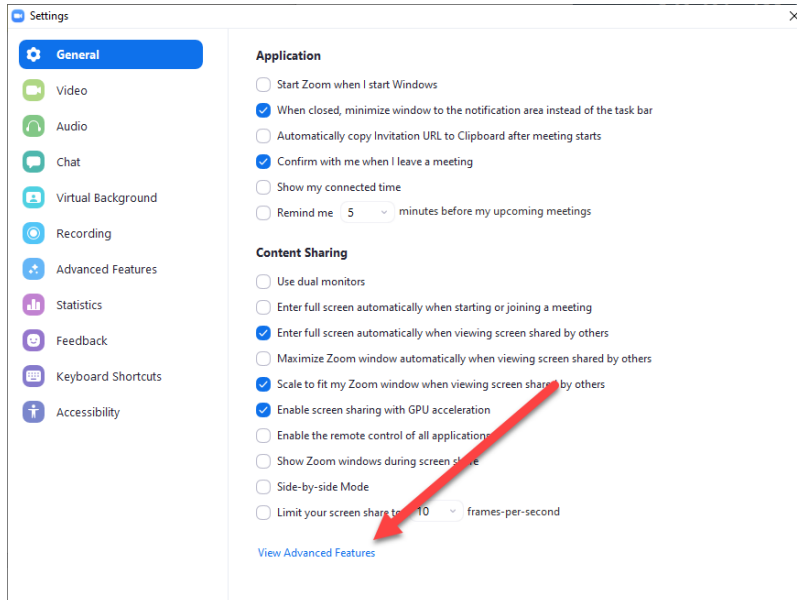 Settings
General
Video
Audio
Chat
Virtual Background
Recording
Advanced Features
Statistics
Feedback
Keyboard Shortcuts
Accessibility
Application
Start Zoom when I start Windows
When closed, minimize window to the notification area instead of the task bar
Automatically copy Invitation URL to Clipboard after meeting starts
Confirm with me when I leave a meeting
Show my connected time
Remind me 5 minutes before my upcoming meetings
Content Sharing
Use dual monitors
Enter full screen automatically when starting or joining a meeting
Enter full screen automatically when viewing screen shared by others
Maximize Zoom window automatically when viewing screen shared by others
Scale to fit my Zoom window when viewing screen shared by others
Enable screen sharing with GPU acceleration
Enable the remote control of all applications
Show Zoom windows during screen share
Side-by-side Mode
Limit your screen share to 10 frames-per-second
View Advanced Features